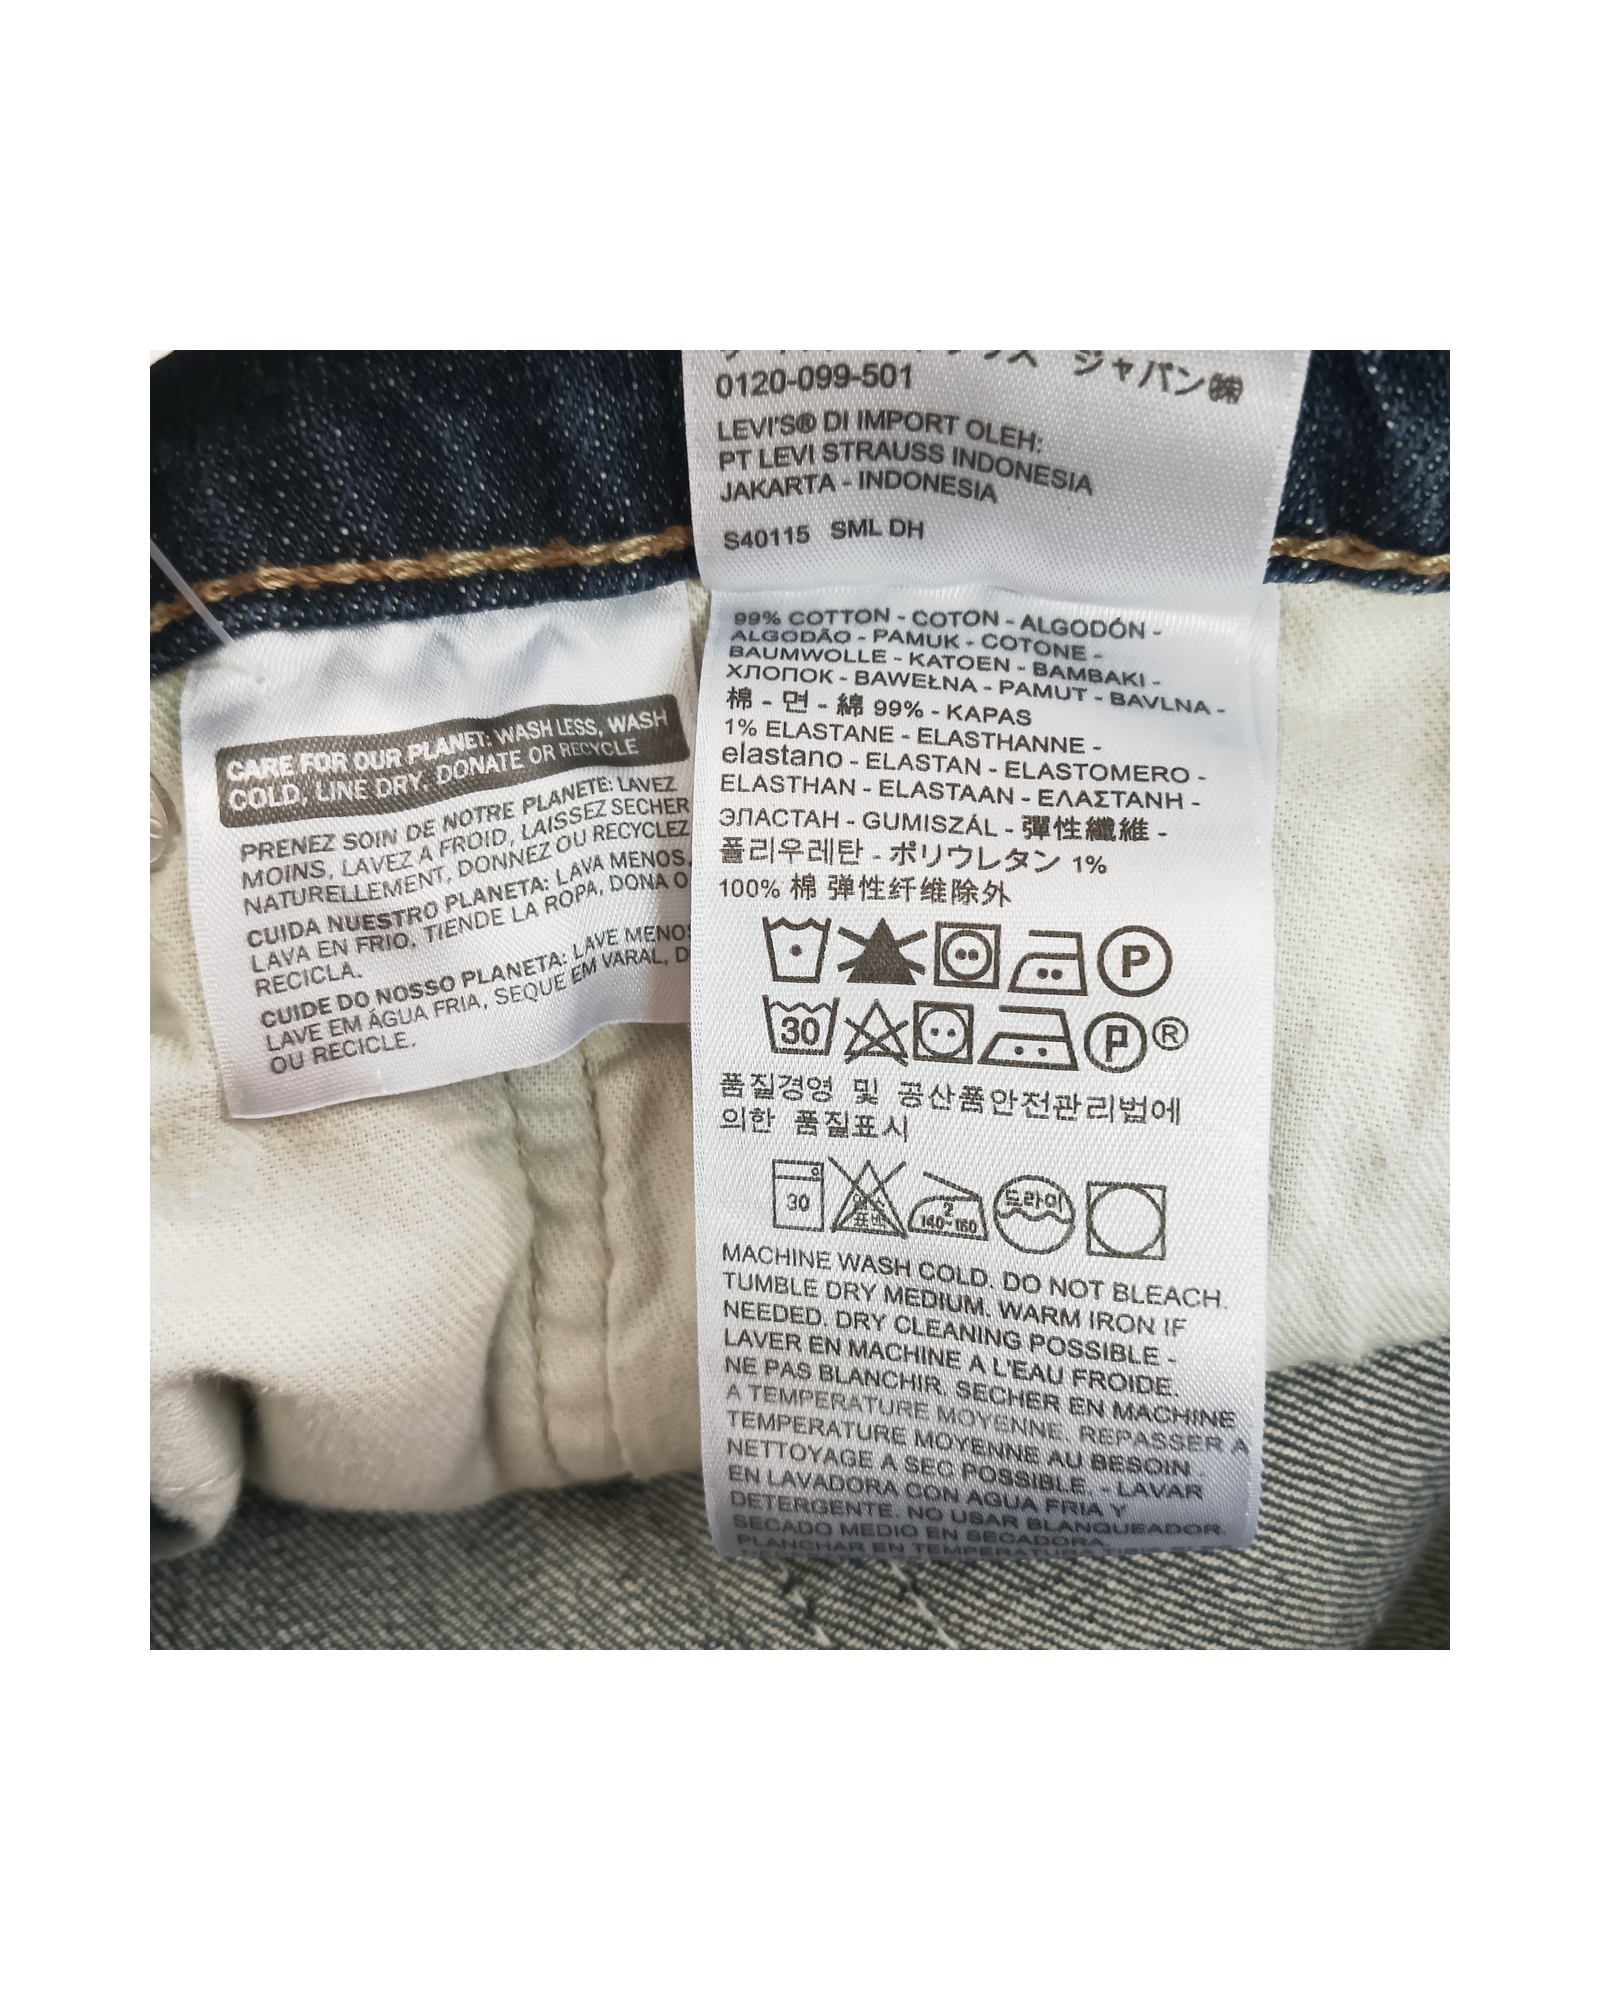 ジャパン㈱
0120-099-501
LEVI'S® DI IMPORT OLEH:
PT LEVI STRAUSS INDONESIA
JAKARTA - INDONESIA
S40115 SML DH
CARE FOR OUR PLANET: WASH LESS, WASH
COLD, LINE DRY, DONATE OR RECYCLE
PRENEZ SOIN DE NOTRE PLANETE: LAVEZ
MOINS, LAVEZ A FROID, LAISSEZ SECHER
NATURELLEMENT, DONNEZ OU RECYCLEZ
CUIDA NUESTRO PLANETA: LAVA MENOS,
LAVA EN FRIO, TIENDE LA ROPA, DONA O
RECICLA.
CUIDE DO NOSSO PLANETA: LAVE MENOS
LAVE EM ÁGUA FRIA, SEQUE EM VARAL, D
OU RECICLE.
99% COTTON - COTON - ALGODÓN -
ALGODÃO - PAMUK - COTONE -
BAUMWOLLE - KATOEN - BAMBAKI -
ХЛОПОК - BAWEŁNA - PAMUT - BAVLNA -
棉 - 면 - 綿 99% - KAPAS
1% ELASTANE - ELASTHANNE -
elastano - ELASTAN - ELASTOMERO -
ELASTHAN - ELASTAAN - ΕΛΑΣΤΑΝΗ -
ЭЛАСТАН - GUMISZÁL - 彈性纖維 -
폴리우레탄 - ポリウレタン 1%
100% 棉 弹性纤维除外
P
30 P ®
품질경영 및 공산품안전관리법에
의한 품질표시
30 2 140~160 드라이
MACHINE WASH COLD. DO NOT BLEACH.
TUMBLE DRY MEDIUM. WARM IRON IF
NEEDED. DRY CLEANING POSSIBLE -
LAVER EN MACHINE A L'EAU FROIDE.
NE PAS BLANCHIR. SECHER EN MACHINE
A TEMPERATURE MOYENNE. REPASSER A
TEMPERATURE MOYENNE AU BESOIN .
NETTOYAGE A SEC POSSIBLE. - LAVAR
EN LAVADORA CON AGUA FRIA Y
DETERGENTE. NO USAR BLANQUEADOR.
SECADO MEDIO EN SECADORA.
PLANCHAR EN TEMPERATURA